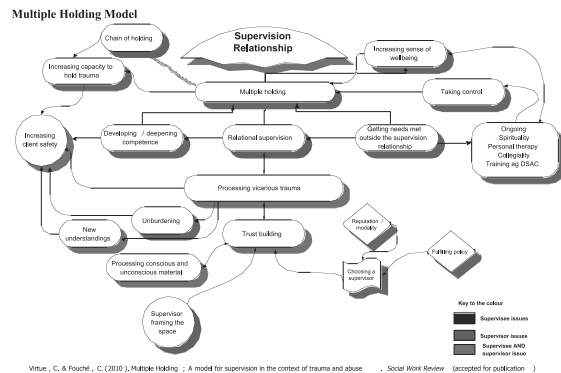 Multiple Holding Model
Chain of holding
Supervision
Relationship
Increasing sense of
wellbeing
Increasing capacity to
hold trauma
Multiple holding
Taking control
Increasing
client safety
Developing / deepening
competence
Relational supervision
Getting needs met
outside the supervision
relationship
Ongoing
Spirituality
Personal therapy
Collegiality
Training eg DSAC
Processing vicarious trauma
Unburdening
New
understandings
Trust building
Reputation /
modality
Fulfilling policy
Processing conscious and
unconscious material
Choosing a
supervisor
Supervisor
framing the
space
Key to the colour
Supervisee issues
Supervisor issues
Supervisee AND
supervisor issue
Virtue , C. & Fouché , C. (2010 ). Multiple Holding ; A model for supervision in the context of trauma and abuse . Social Work Review (accepted for publication )